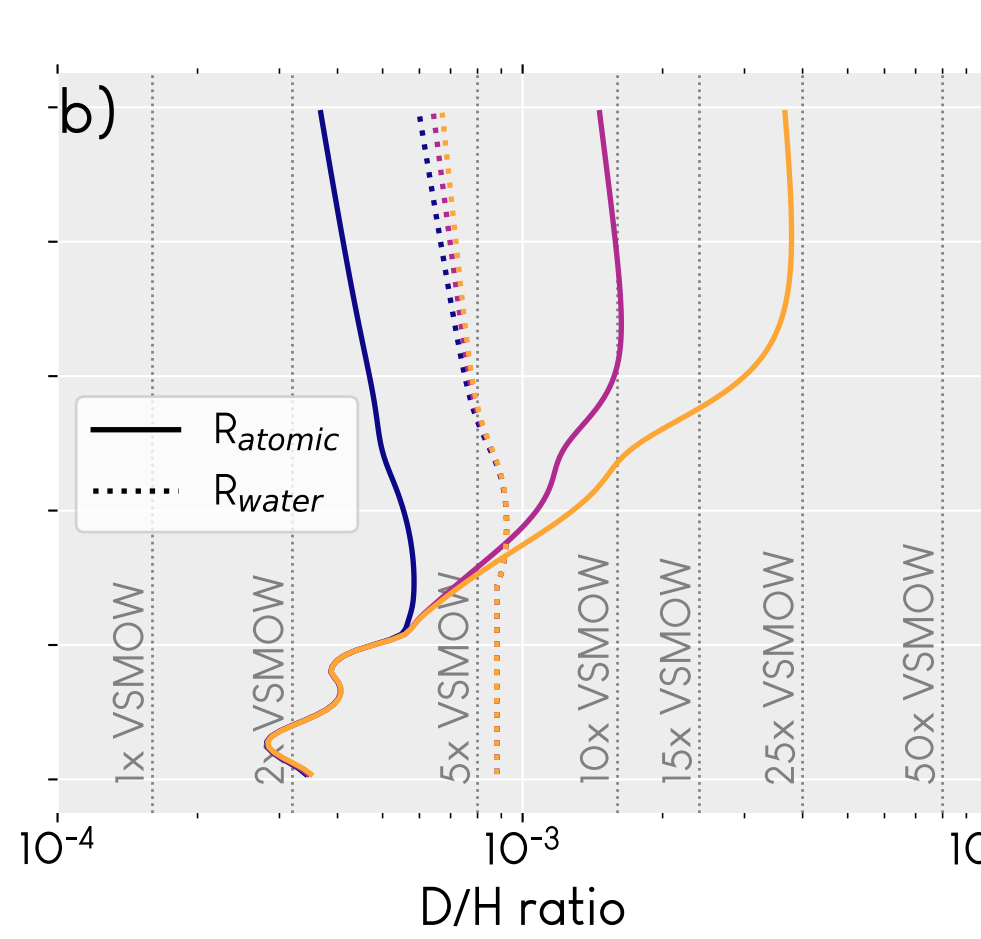 b)
R_atomic
R_water
1x VSMOW
2x VSMOW
5x VSMOW
10x VSMOW
15x VSMOW
25x VSMOW
50x VSMOW
10⁻⁴ 10⁻³ 10
D/H ratio